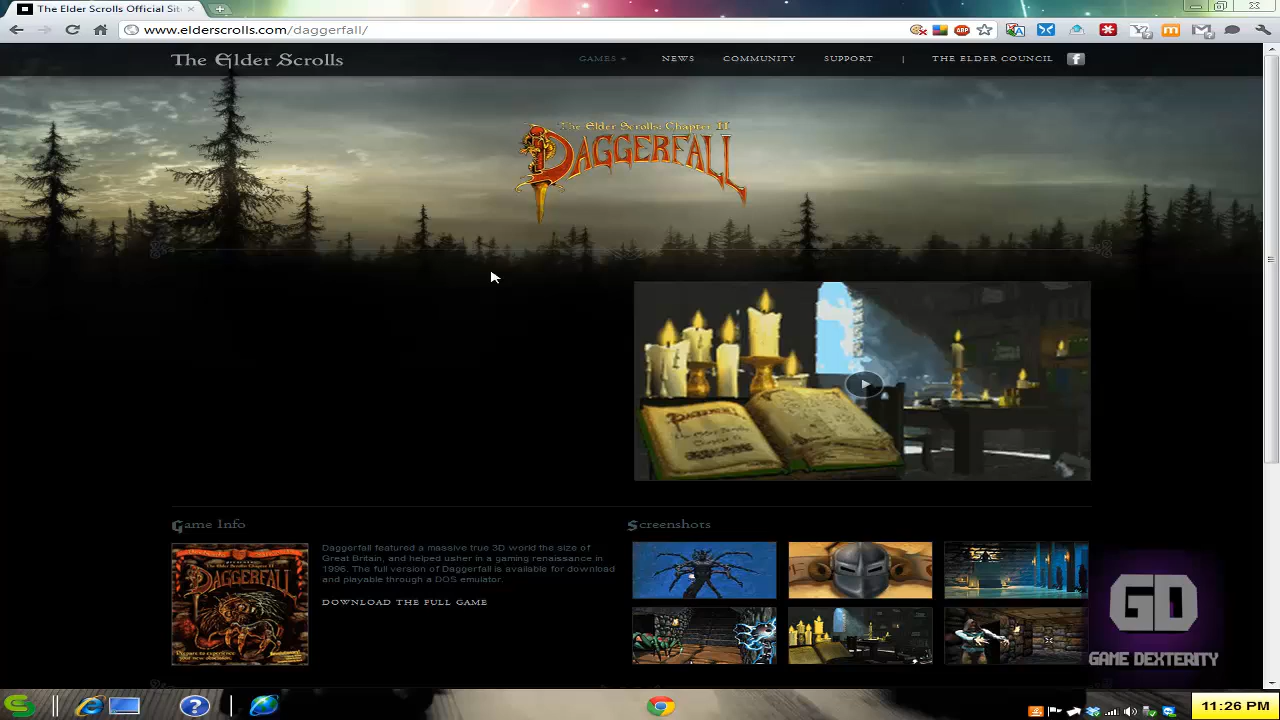 The Elder Scrolls Official Site
www.elderscrolls.com/daggerfall/
The Elder Scrolls
GAMES
NEWS
COMMUNITY
SUPPORT
|
THE ELDER COUNCIL
The Elder Scrolls: Chapter II
DAGGERFALL
DAGGERFALL
Game Info
Screenshots
DAGGERFALL
Daggerfall featured a massive true 3D world the size of
Great Britain, and helped usher in a gaming renaissance in
1996. The full version of Daggerfall is available for download
and playable through a DOS emulator.
DOWNLOAD THE FULL GAME
GD
GAME DEXTERITY
11:26 PM